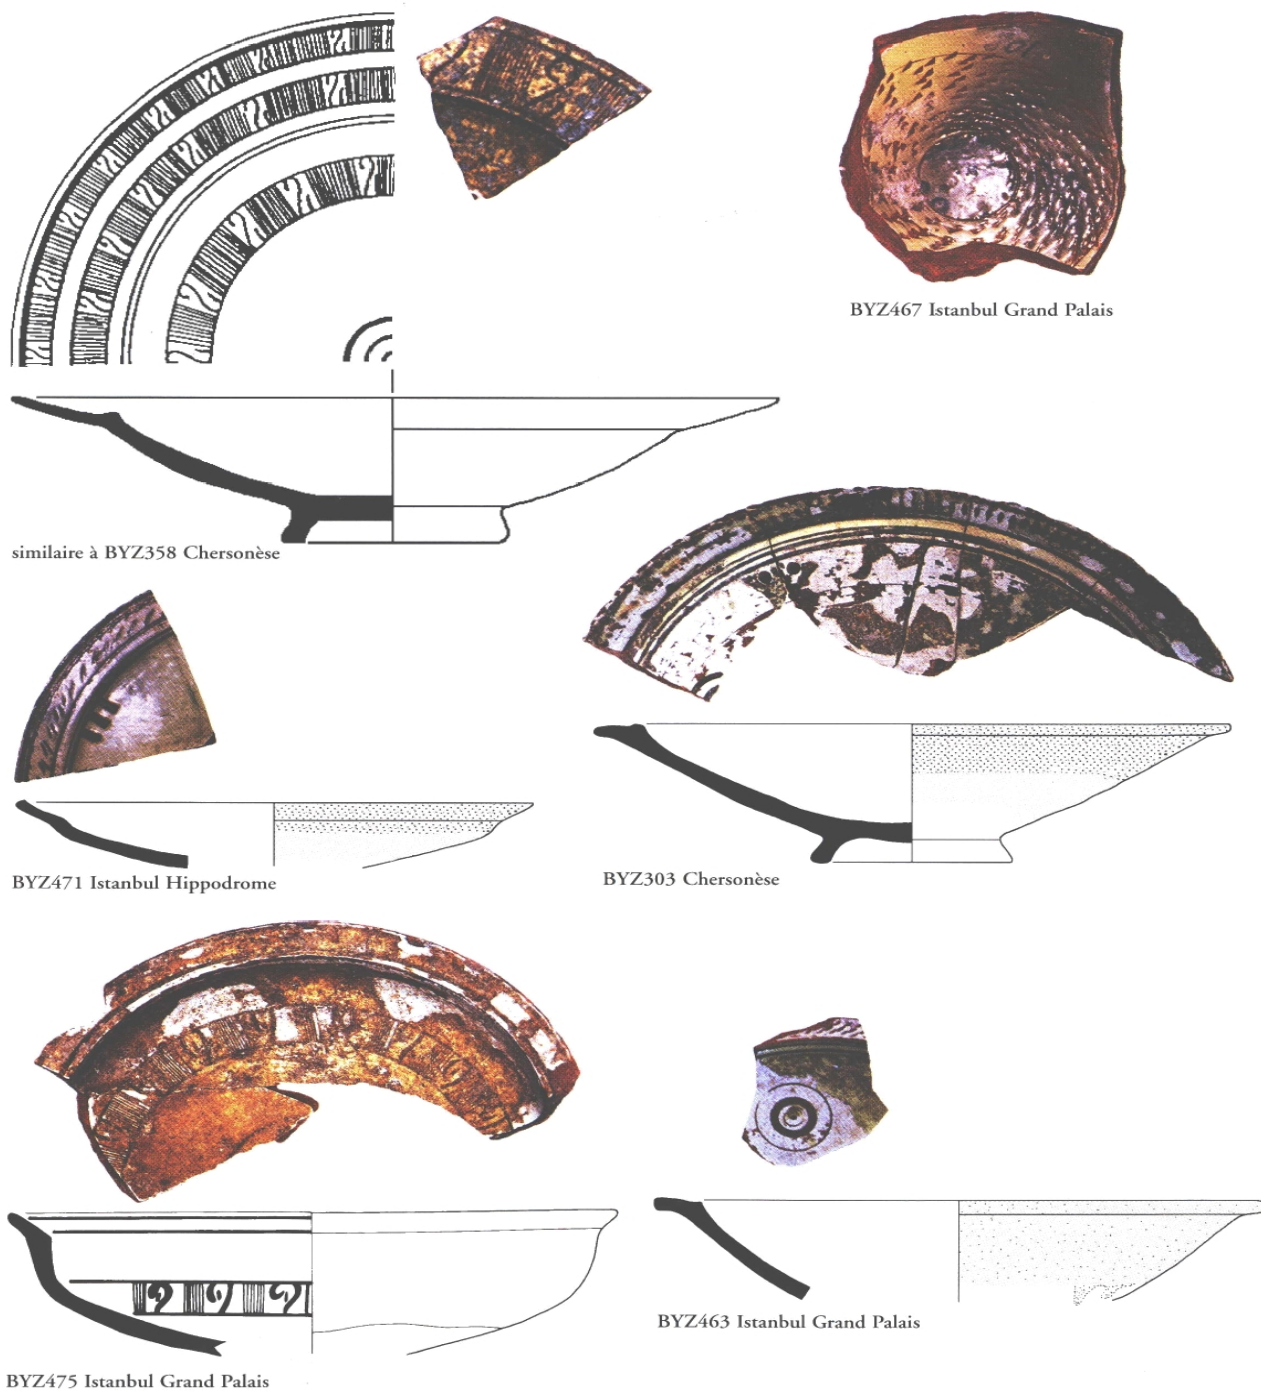 BYZ467 Istanbul Grand Palais
similaire à BYZ358 Chersonèse
BYZ471 Istanbul Hippodrome
BYZ303 Chersonèse
BYZ463 Istanbul Grand Palais
BYZ475 Istanbul Grand Palais